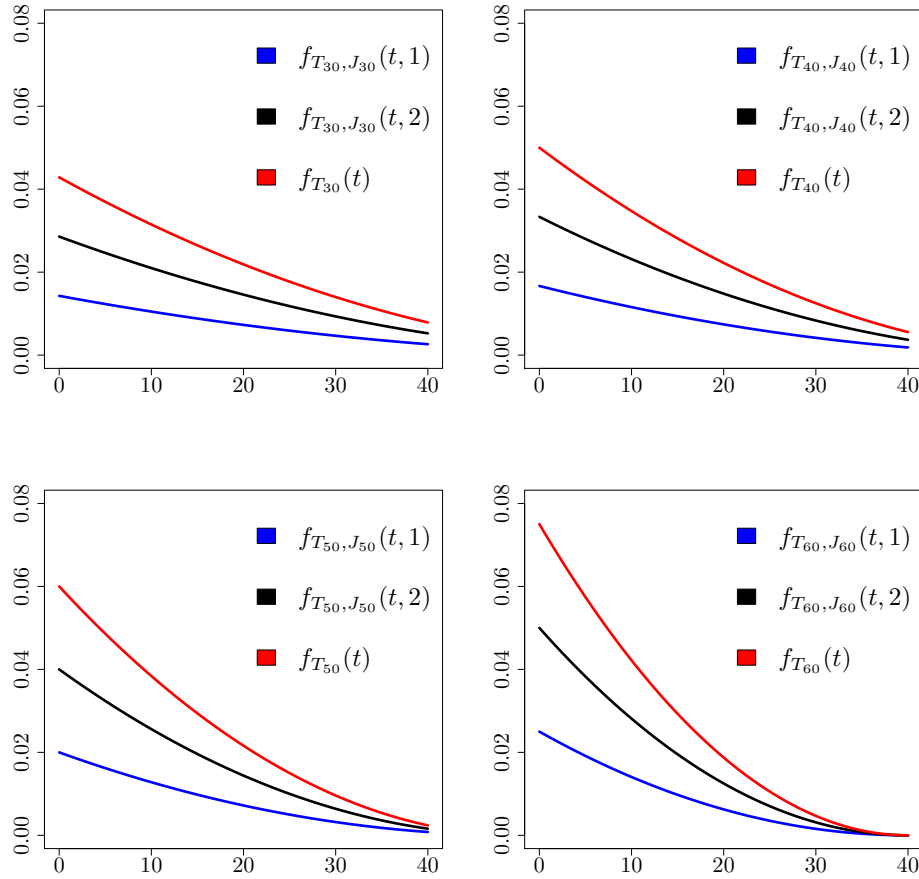 0.08
0.06
0.04
0.02
0.00
0 10 20 30 40
f_{T_{30},J_{30}}(t, 1)
f_{T_{30},J_{30}}(t, 2)
f_{T_{30}}(t)
0.08
0.06
0.04
0.02
0.00
0 10 20 30 40
f_{T_{40},J_{40}}(t, 1)
f_{T_{40},J_{40}}(t, 2)
f_{T_{40}}(t)
0.08
0.06
0.04
0.02
0.00
0 10 20 30 40
f_{T_{50},J_{50}}(t, 1)
f_{T_{50},J_{50}}(t, 2)
f_{T_{50}}(t)
0.08
0.06
0.04
0.02
0.00
0 10 20 30 40
f_{T_{60},J_{60}}(t, 1)
f_{T_{60},J_{60}}(t, 2)
f_{T_{60}}(t)